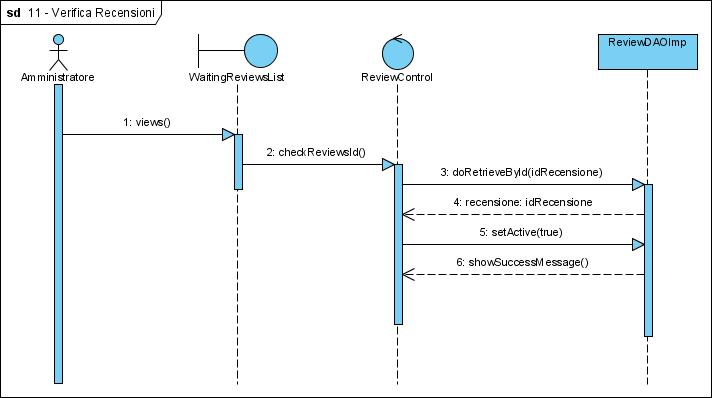 sd 11 - Verifica Recensioni
Amministratore
WaitingReviewsList
ReviewControl
ReviewDAOImp
1: views()
2: checkReviewsId()
3: doRetrieveById(idRecensione)
4: recensione: idRecensione
5: setActive(true)
6: showSuccessMessage()